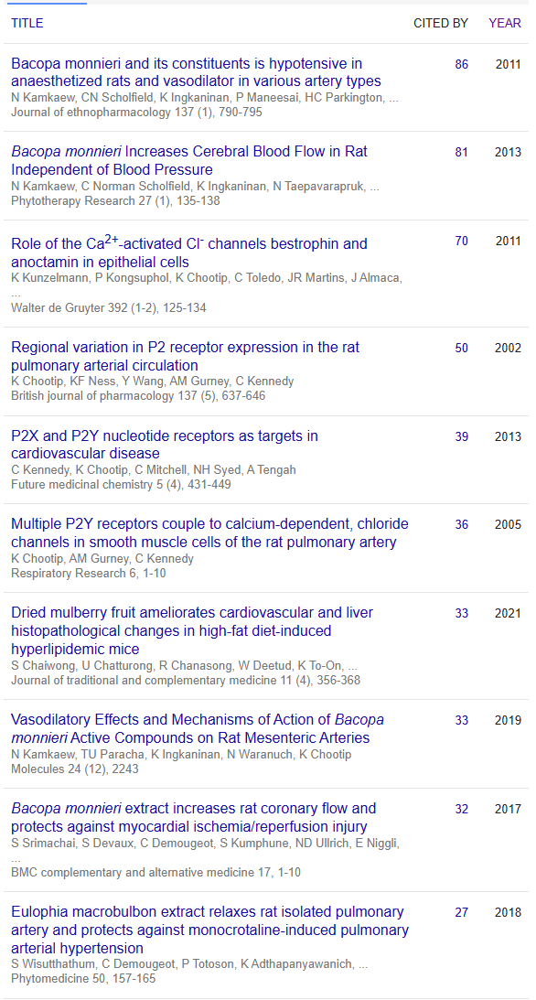 TITLE CITED BY YEAR
Bacopa monnieri and its constituents is hypotensive in 86 2011
anaesthetized rats and vasodilator in various artery types
N Kamkaew, CN Scholfield, K Ingkaninan, P Maneesai, HC Parkington, ...
Journal of ethnopharmacology 137 (1), 790-795
Bacopa monnieri Increases Cerebral Blood Flow in Rat 81 2013
Independent of Blood Pressure
N Kamkaew, C Norman Scholfield, K Ingkaninan, N Taepavarapruk, ...
Phytotherapy Research 27 (1), 135-138
Role of the Ca2+-activated Cl- channels bestrophin and 70 2011
anoctamin in epithelial cells
K Kunzelmann, P Kongsuphol, K Chootip, C Toledo, JR Martins, J Almaca,
...
Walter de Gruyter 392 (1-2), 125-134
Regional variation in P2 receptor expression in the rat 50 2002
pulmonary arterial circulation
K Chootip, KF Ness, Y Wang, AM Gurney, C Kennedy
British journal of pharmacology 137 (5), 637-646
P2X and P2Y nucleotide receptors as targets in 39 2013
cardiovascular disease
C Kennedy, K Chootip, C Mitchell, NH Syed, A Tengah
Future medicinal chemistry 5 (4), 431-449
Multiple P2Y receptors couple to calcium-dependent, chloride 36 2005
channels in smooth muscle cells of the rat pulmonary artery
K Chootip, AM Gurney, C Kennedy
Respiratory Research 6, 1-10
Dried mulberry fruit ameliorates cardiovascular and liver 33 2021
histopathological changes in high-fat diet-induced
hyperlipidemic mice
S Chaiwong, U Chatturong, R Chanasong, W Deetud, K To-On, ...
Journal of traditional and complementary medicine 11 (4), 356-368
Vasodilatory Effects and Mechanisms of Action of Bacopa 33 2019
monnieri Active Compounds on Rat Mesenteric Arteries
N Kamkaew, TU Paracha, K Ingkaninan, N Waranuch, K Chootip
Molecules 24 (12), 2243
Bacopa monnieri extract increases rat coronary flow and 32 2017
protects against myocardial ischemia/reperfusion injury
S Srimachai, S Devaux, C Demougeot, S Kumphune, ND Ullrich, E Niggli,
...
BMC complementary and alternative medicine 17, 1-10
Eulophia macrobulbon extract relaxes rat isolated pulmonary 27 2018
artery and protects against monocrotaline-induced pulmonary
arterial hypertension
S Wisutthathum, C Demougeot, P Totoson, K Adthapanyawanich, ...
Phytomedicine 50, 157-165